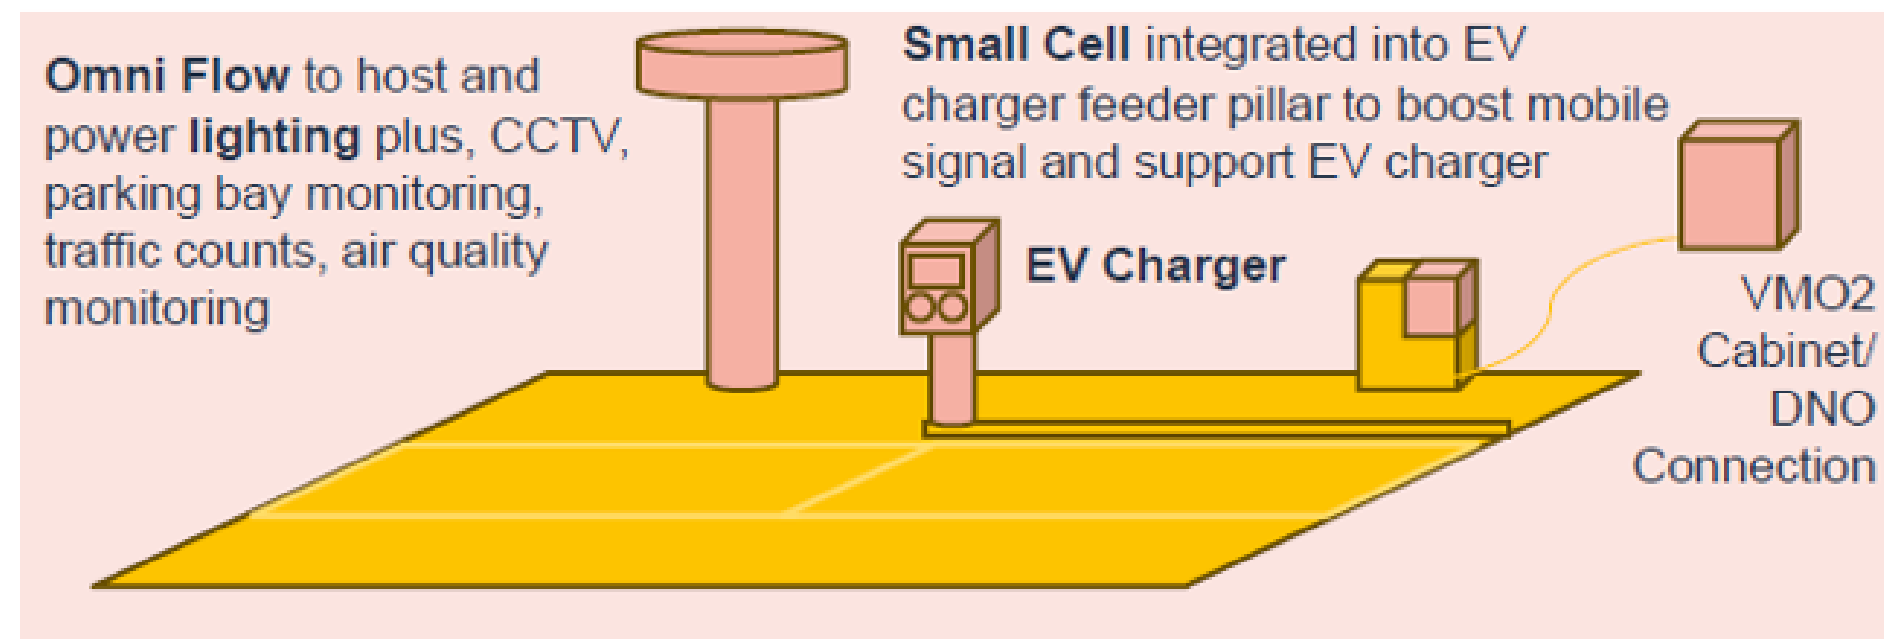 Omni Flow to host and
power lighting plus, CCTV,
parking bay monitoring,
traffic counts, air quality
monitoring
Small Cell integrated into EV
charger feeder pillar to boost mobile
signal and support EV charger
EV Charger
VMO2
Cabinet/
DNO
Connection